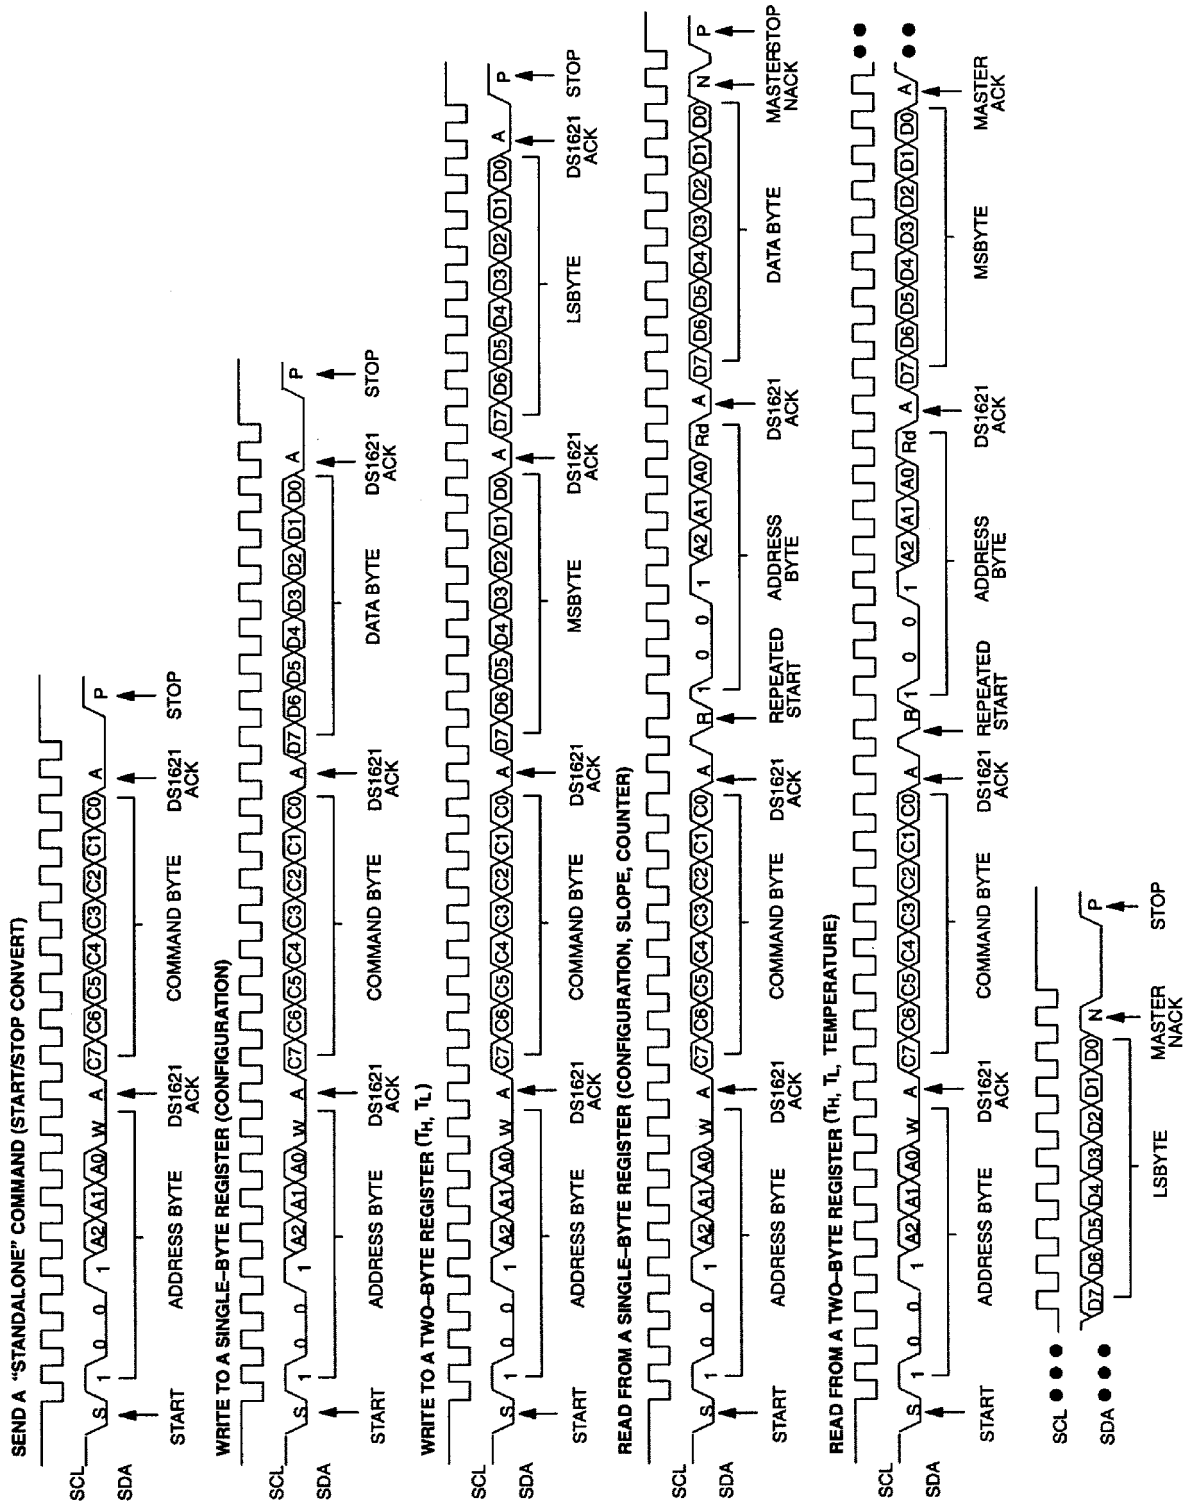 SEND A “STANDALONE” COMMAND (START/STOP CONVERT)
SCL
SDA
S 1 0 0 1 A2 A1 A0 W A C7 C6 C5 C4 C3 C2 C1 C0 A P
START ADDRESS BYTE DS1621 ACK COMMAND BYTE DS1621 ACK STOP
WRITE TO A SINGLE–BYTE REGISTER (CONFIGURATION)
SCL
SDA
S 1 0 0 1 A2 A1 A0 W A C7 C6 C5 C4 C3 C2 C1 C0 A D7 D6 D5 D4 D3 D2 D1 D0 A P
START ADDRESS BYTE DS1621 ACK COMMAND BYTE DS1621 ACK DATA BYTE DS1621 ACK STOP
WRITE TO A TWO–BYTE REGISTER (TH, TL)
SCL
SDA
S 1 0 0 1 A2 A1 A0 W A C7 C6 C5 C4 C3 C2 C1 C0 A D7 D6 D5 D4 D3 D2 D1 D0 A D7 D6 D5 D4 D3 D2 D1 D0 A P
START ADDRESS BYTE DS1621 ACK COMMAND BYTE DS1621 ACK MSBYTE DS1621 ACK LSBYTE DS1621 ACK STOP
READ FROM A SINGLE–BYTE REGISTER (CONFIGURATION, SLOPE, COUNTER)
SCL
SDA
S 1 0 0 1 A2 A1 A0 W A C7 C6 C5 C4 C3 C2 C1 C0 A R 1 0 0 1 A2 A1 A0 Rd A D7 D6 D5 D4 D3 D2 D1 D0 N P
START ADDRESS BYTE DS1621 ACK COMMAND BYTE DS1621 ACK REPEATED START ADDRESS BYTE DS1621 ACK DATA BYTE MASTER NACK STOP
READ FROM A TWO–BYTE REGISTER (TH, TL, TEMPERATURE)
SCL
SDA
S 1 0 0 1 A2 A1 A0 W A C7 C6 C5 C4 C3 C2 C1 C0 A R 1 0 0 1 A2 A1 A0 Rd A D7 D6 D5 D4 D3 D2 D1 D0 A
START ADDRESS BYTE DS1621 ACK COMMAND BYTE DS1621 ACK REPEATED START ADDRESS BYTE DS1621 ACK MSBYTE MASTER ACK
SCL
SDA
D7 D6 D5 D4 D3 D2 D1 D0 N P
LSBYTE MASTER NACK STOP